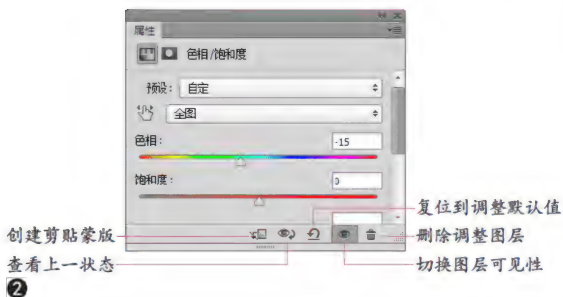 属性
色相/饱和度
预设： 自定
全图
色相： -15
饱和度： 0
复位到调整默认值
创建剪贴蒙版
删除调整图层
查看上一状态
切换图层可见性
2